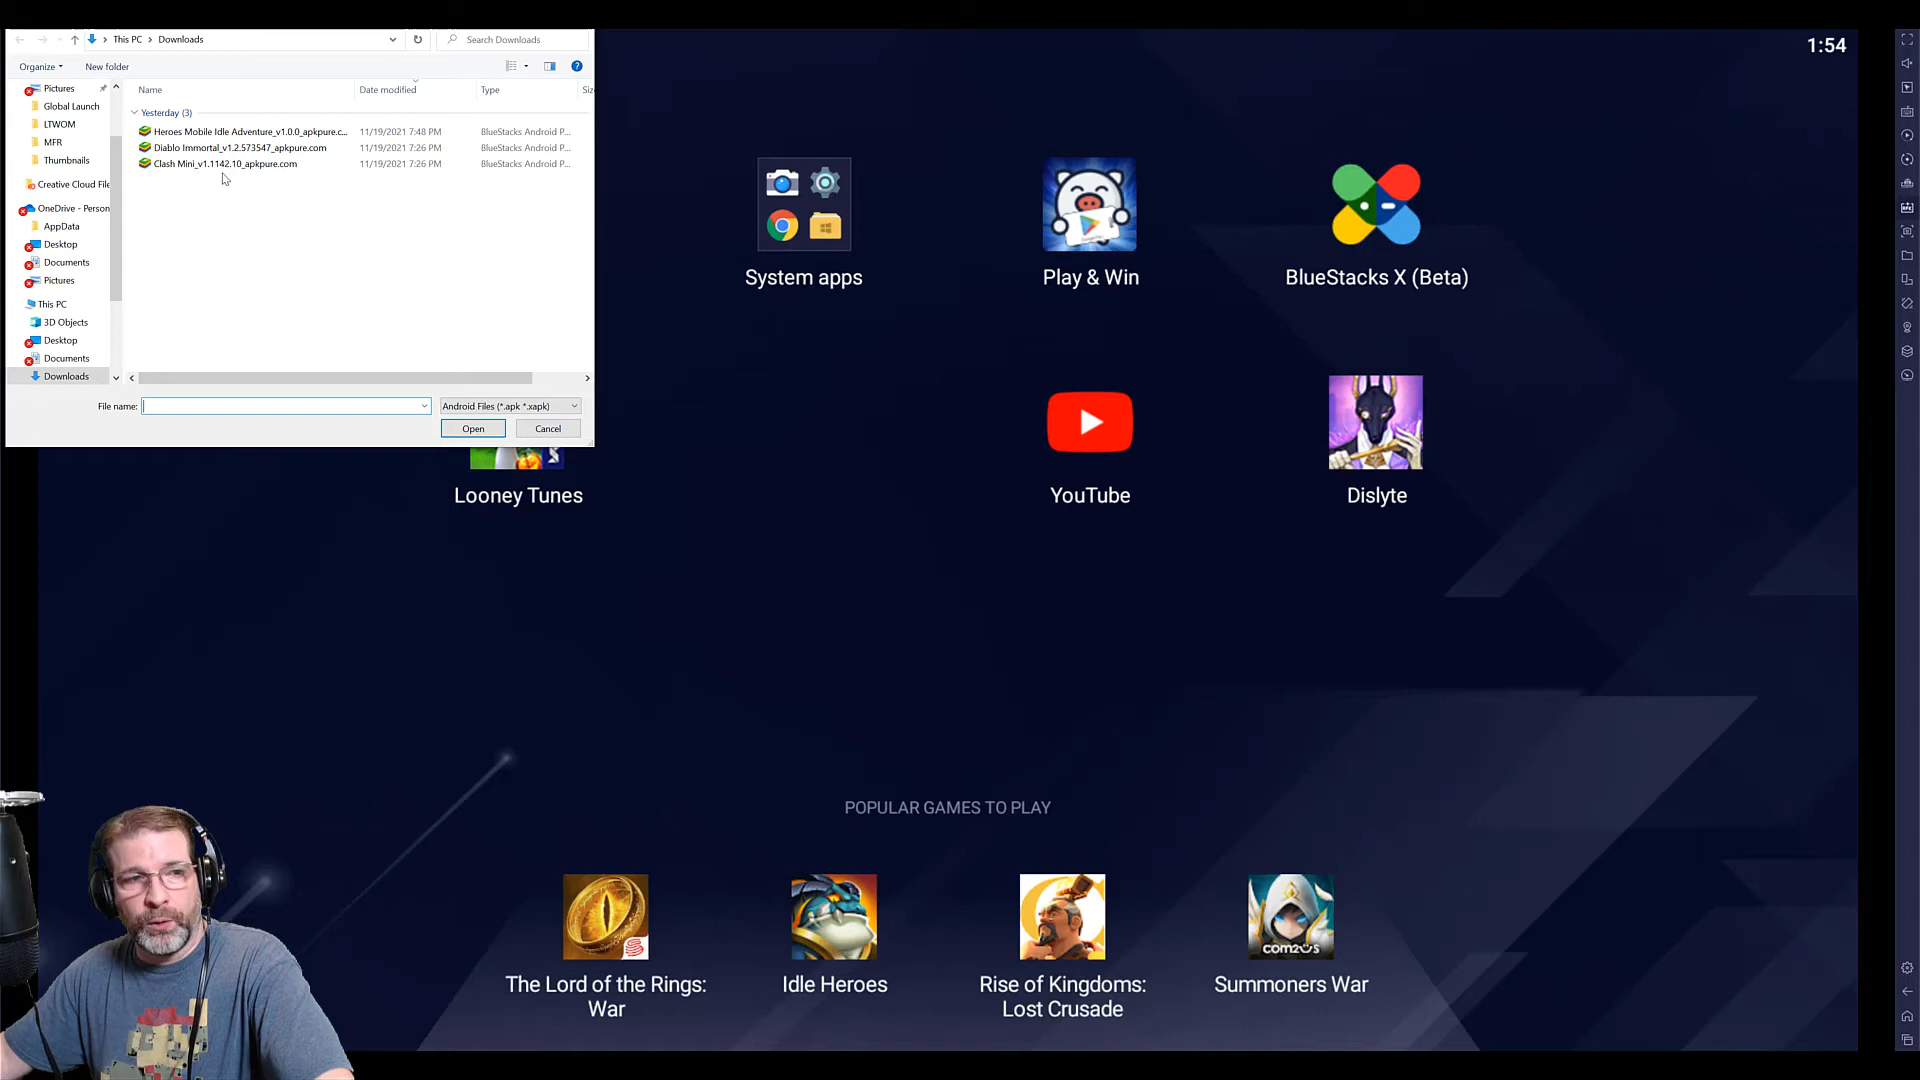 This PC > Downloads
Search Downloads
Organize
New folder
Pictures
Global Launch
LTWOM
MFR
Thumbnails
Creative Cloud File
OneDrive - Person
AppData
Desktop
Documents
Pictures
This PC
3D Objects
Desktop
Documents
Downloads
Name
Date modified
Type
Siz
Yesterday (3)
Heroes Mobile Idle Adventure_v1.0.0_apkpure.c... 11/19/2021 7:48 PM BlueStacks Android P...
Diablo Immortal_v1.2.573547_apkpure.com 11/19/2021 7:26 PM BlueStacks Android P...
Clash Mini_v1.1142.10_apkpure.com 11/19/2021 7:26 PM BlueStacks Android P...
File name:
Android Files (*.apk *.xapk)
Open
Cancel
1:54
System apps
Play & Win
BlueStacks X (Beta)
Looney Tunes
YouTube
Dislyte
POPULAR GAMES TO PLAY
com2us
The Lord of the Rings:
War
Idle Heroes
Rise of Kingdoms:
Lost Crusade
Summoners War